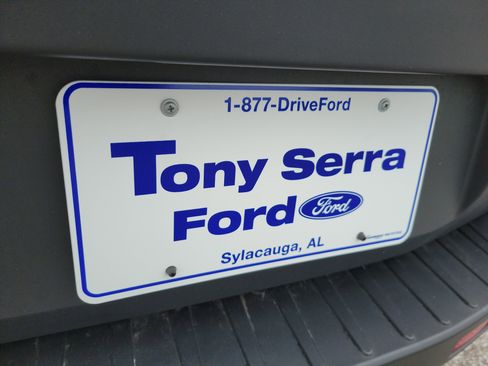 1-877-DriveFord
Tony Serra
Ford Ford
Sylacauga, AL